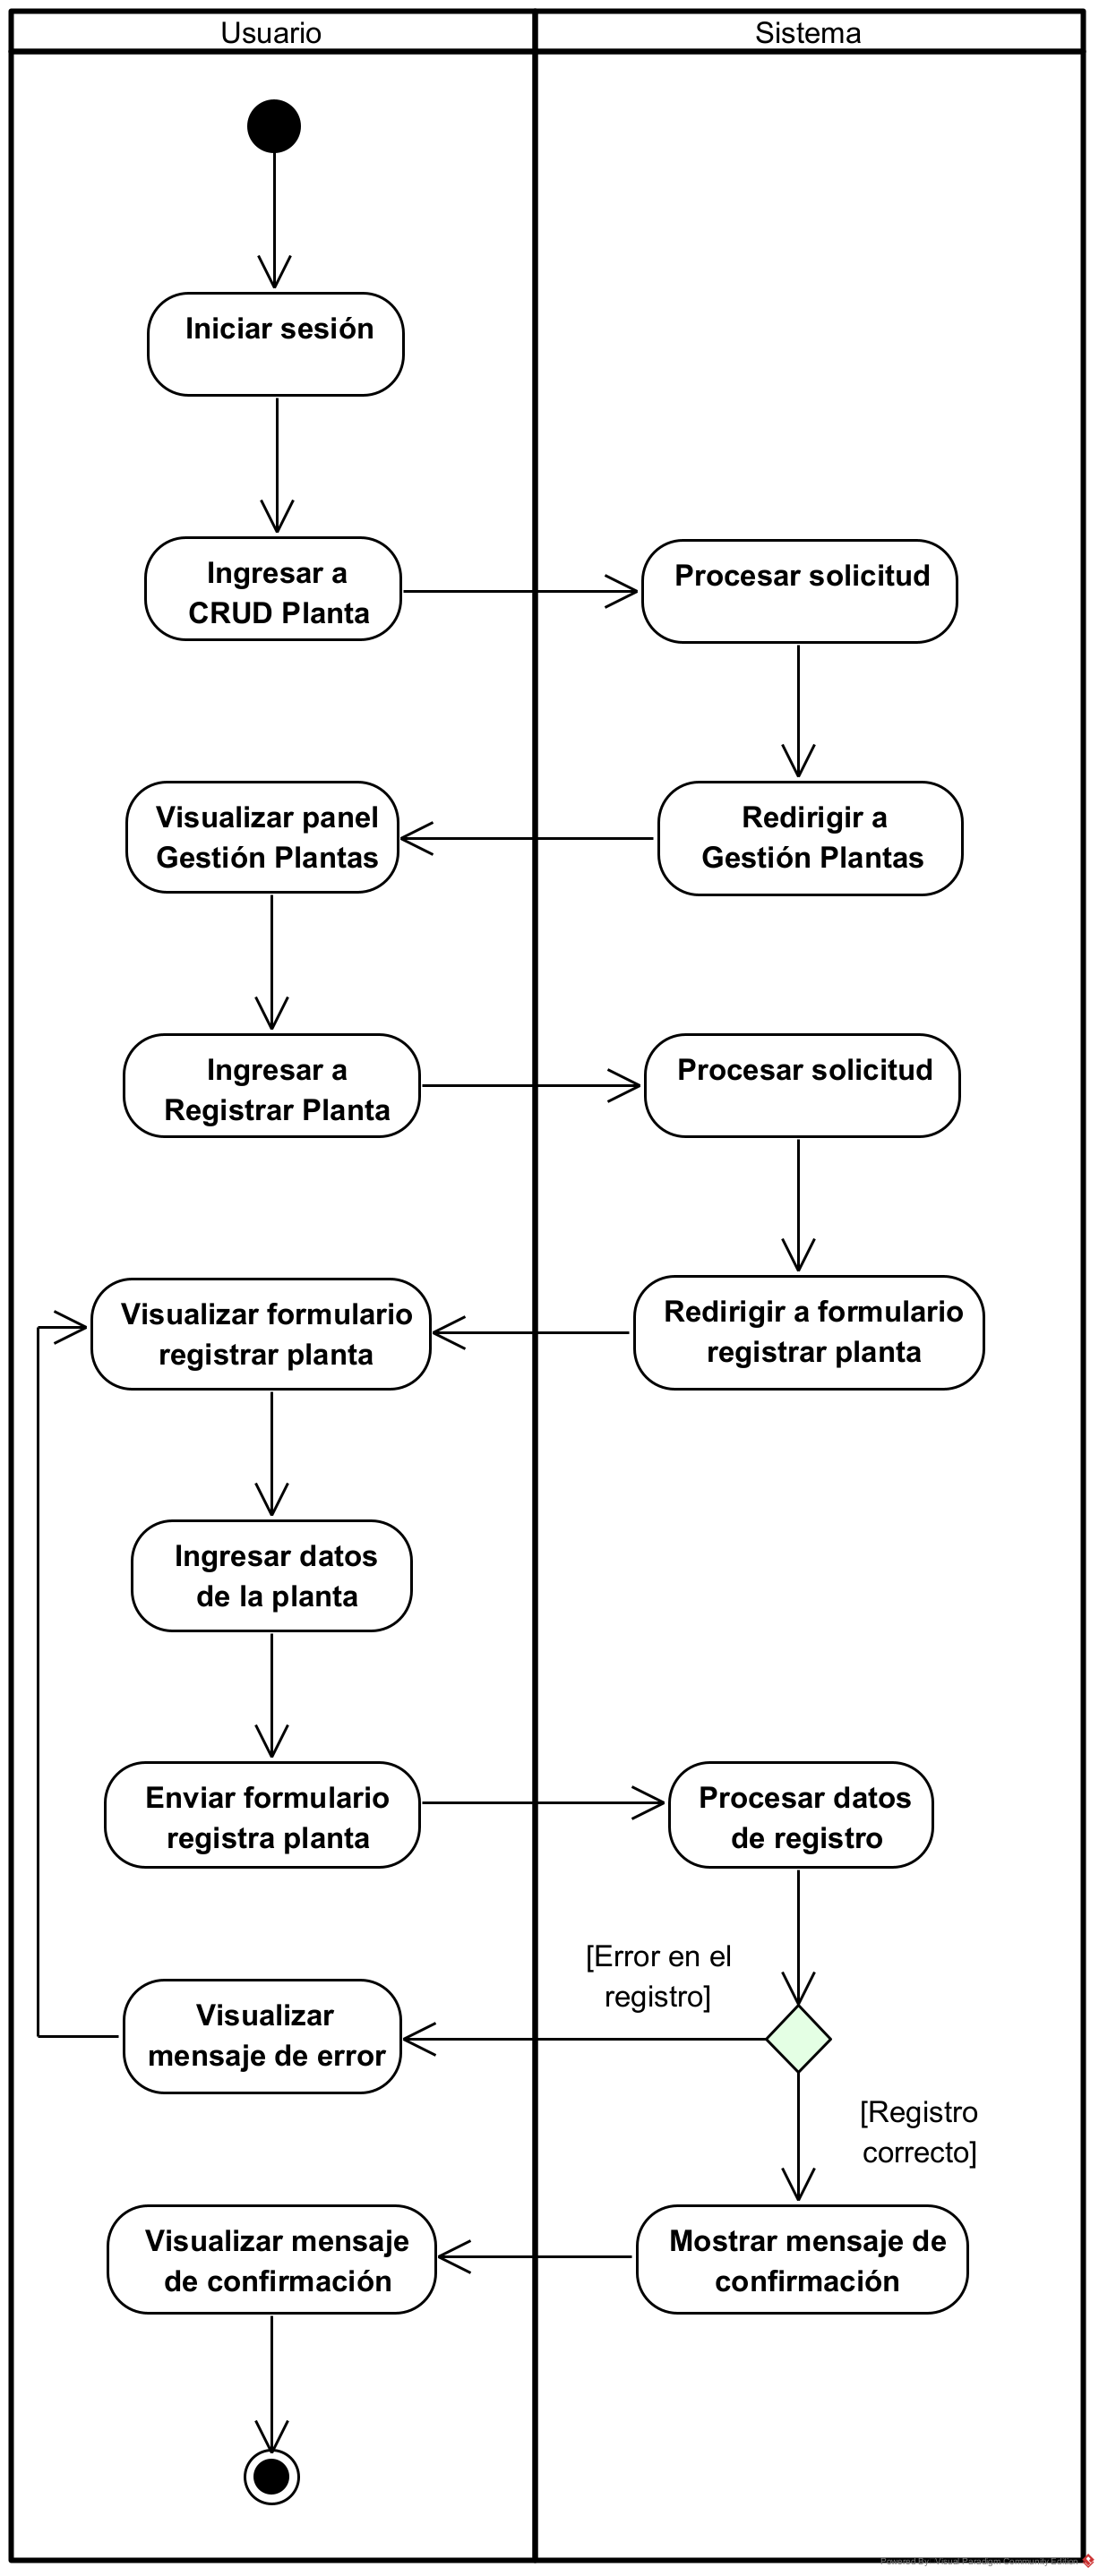 Usuario
Sistema
Iniciar sesión
Ingresar a
CRUD Planta
Procesar solicitud
Visualizar panel
Gestión Plantas
Redirigir a
Gestión Plantas
Ingresar a
Registrar Planta
Procesar solicitud
Visualizar formulario
registrar planta
Redirigir a formulario
registrar planta
Ingresar datos
de la planta
Enviar formulario
registra planta
Procesar datos
de registro
[Error en el
registro]
Visualizar
mensaje de error
[Registro
correcto]
Visualizar mensaje
de confirmación
Mostrar mensaje de
confirmación
Powered By Visual Paradigm Community Edition